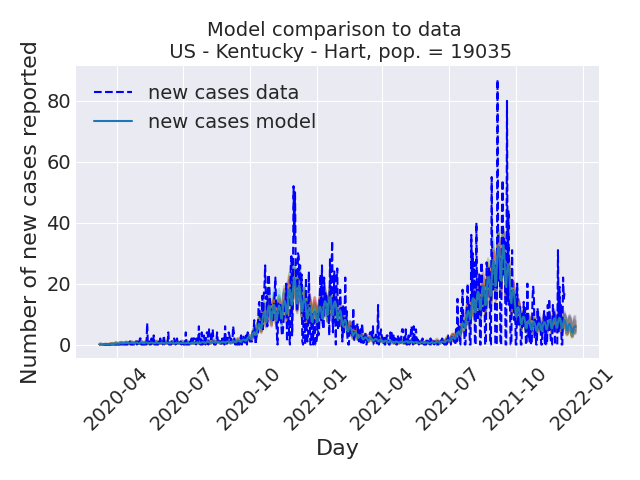 Model comparison to data
US - Kentucky - Hart, pop. = 19035
new cases data
new cases model
Number of new cases reported
80
60
40
20
0
2020-04
2020-07
2020-10
2021-01
2021-04
2021-07
2021-10
2022-01
Day